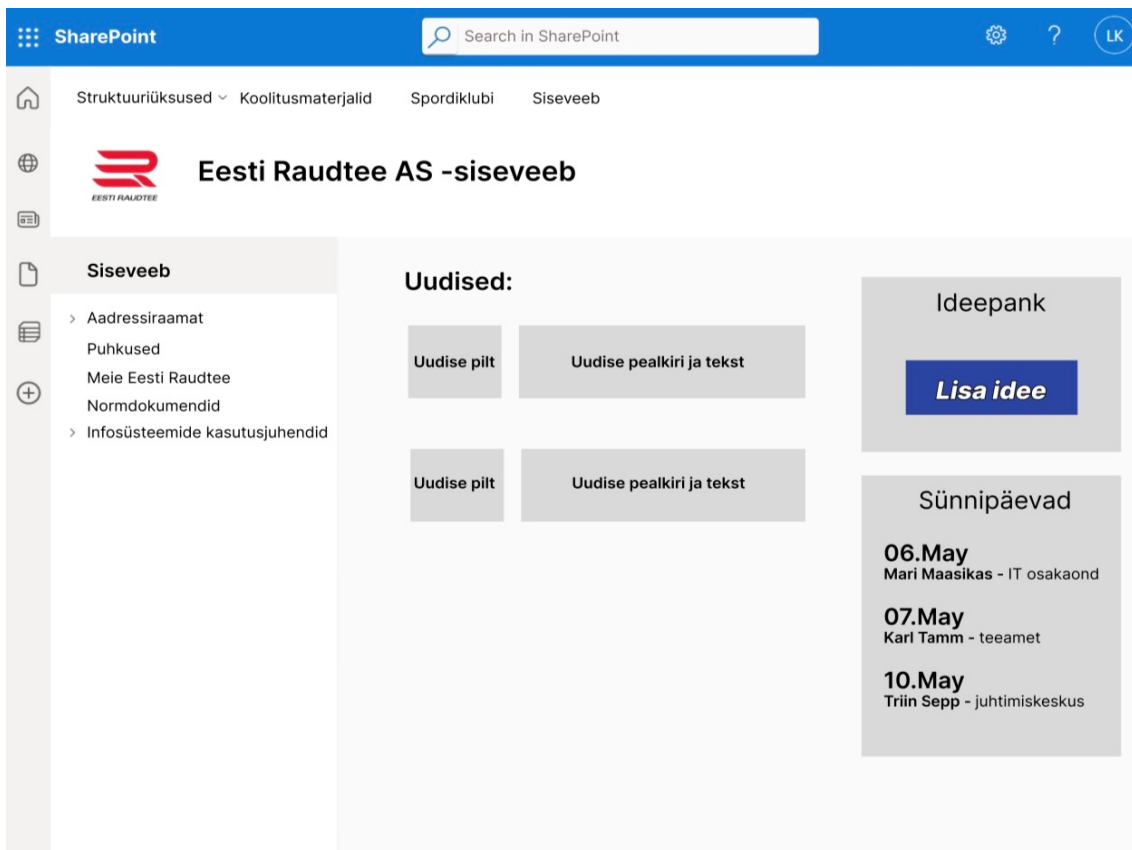 SharePoint
Search in SharePoint
?
LK
Struktuuriüksused
Koolitusmaterjalid
Spordiklubi
Siseveeb
EESTI RAUDTEE
Eesti Raudtee AS -siseveeb
Siseveeb
Aadressiraamat
Puhkused
Meie Eesti Raudtee
Normdokumendid
Infosüsteemide kasutusjuhendid
Uudised:
Uudise pilt
Uudise pealkiri ja tekst
Uudise pilt
Uudise pealkiri ja tekst
Ideepank
Lisa idee
Sünnipäevad
06.May
Mari Maasikas - IT osakaond
07.May
Karl Tamm - teeamet
10.May
Triin Sepp - juhtimiskeskus